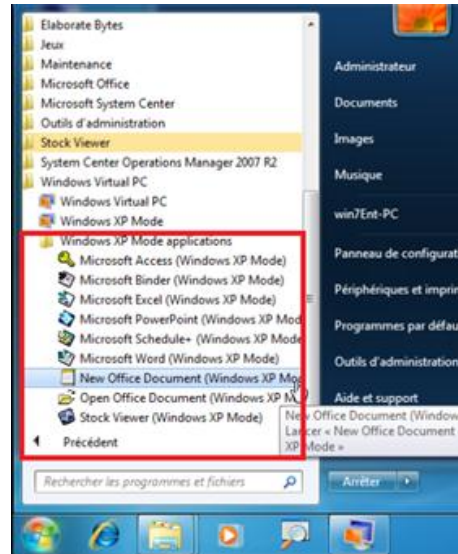 Elaborate Bytes
Jeux
Maintenance
Microsoft Office
Microsoft System Center
Outils d'administration
Stock Viewer
System Center Operations Manager 2007 R2
Windows Virtual PC
Windows Virtual PC
Windows XP Mode
Windows XP Mode applications
Microsoft Access (Windows XP Mode)
Microsoft Binder (Windows XP Mode)
Microsoft Excel (Windows XP Mode)
Microsoft PowerPoint (Windows XP Mod
Microsoft Schedule+ (Windows XP Mode
Microsoft Word (Windows XP Mode)
New Office Document (Windows XP Mo
Open Office Document (Windows XP M
Stock Viewer (Windows XP Mode)
Précédent
Rechercher les programmes et fichiers
Administrateur
Documents
Images
Musique
win7Ent-PC
Panneau de configurat
Périphériques et imprir
Programmes par défau
Outils d'administration
Aide et support
New Office Document (Window
Lancer « New Office Document
XP Mode »
Arrêter